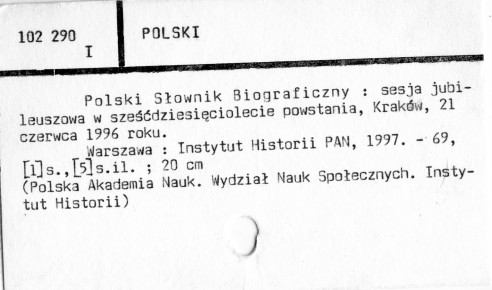 102 290
I
POLSKI
Polski Słownik Biograficzny : sesja jubi-
leuszowa w sześćdziesięciolecie powstania, Kraków, 21
czerwca 1996 roku.
Warszawa : Instytut Historii PAN, 1997. - 69,
[1]s.,[5]s.il. ; 20 cm
(Polska Akademia Nauk. Wydział Nauk Społecznych. Insty-
tut Historii)